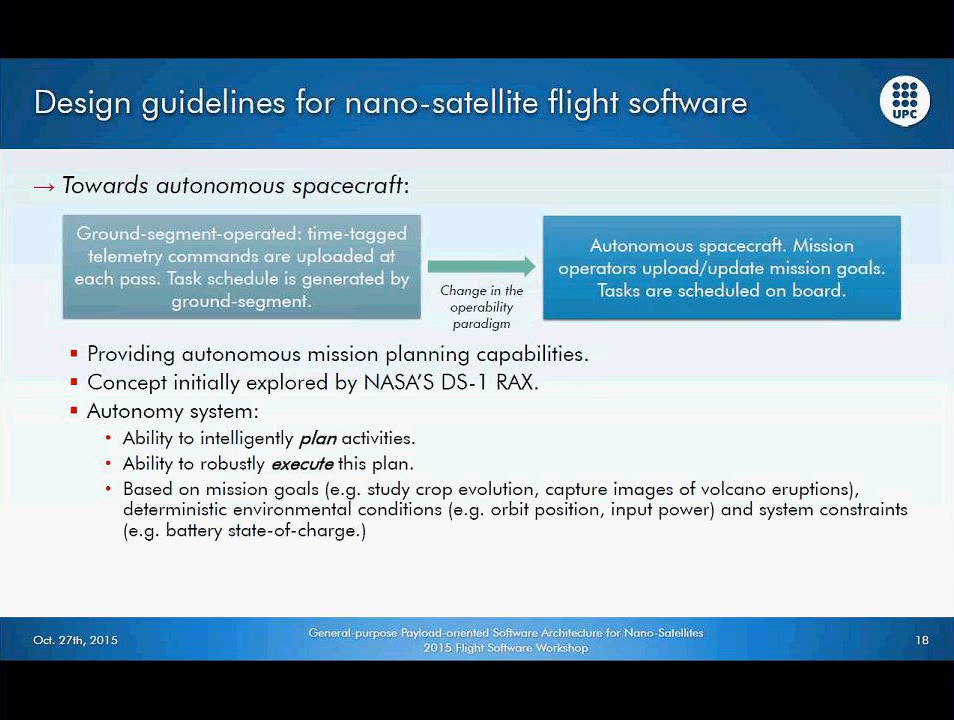 Design guidelines for nano-satellite flight software
UPC
→ Towards autonomous spacecraft:
Ground-segment-operated: time-tagged
telemetry commands are uploaded at
each pass. Task schedule is generated by
ground-segment.
Change in the
operability
paradigm
Autonomous spacecraft. Mission
operators upload/update mission goals.
Tasks are scheduled on board.
▪ Providing autonomous mission planning capabilities.
▪ Concept initially explored by NASA'S DS-1 RAX.
▪ Autonomy system:
• Ability to intelligently plan activities.
• Ability to robustly execute this plan.
• Based on mission goals (e.g. study crop evolution, capture images of volcano eruptions),
deterministic environmental conditions (e.g. orbit position, input power) and system constraints
(e.g. battery state-of-charge.)
Oct. 27th, 2015
General-purpose Payload-oriented Software Architecture for Nano-Satellites
2015 Flight Software Workshop
18